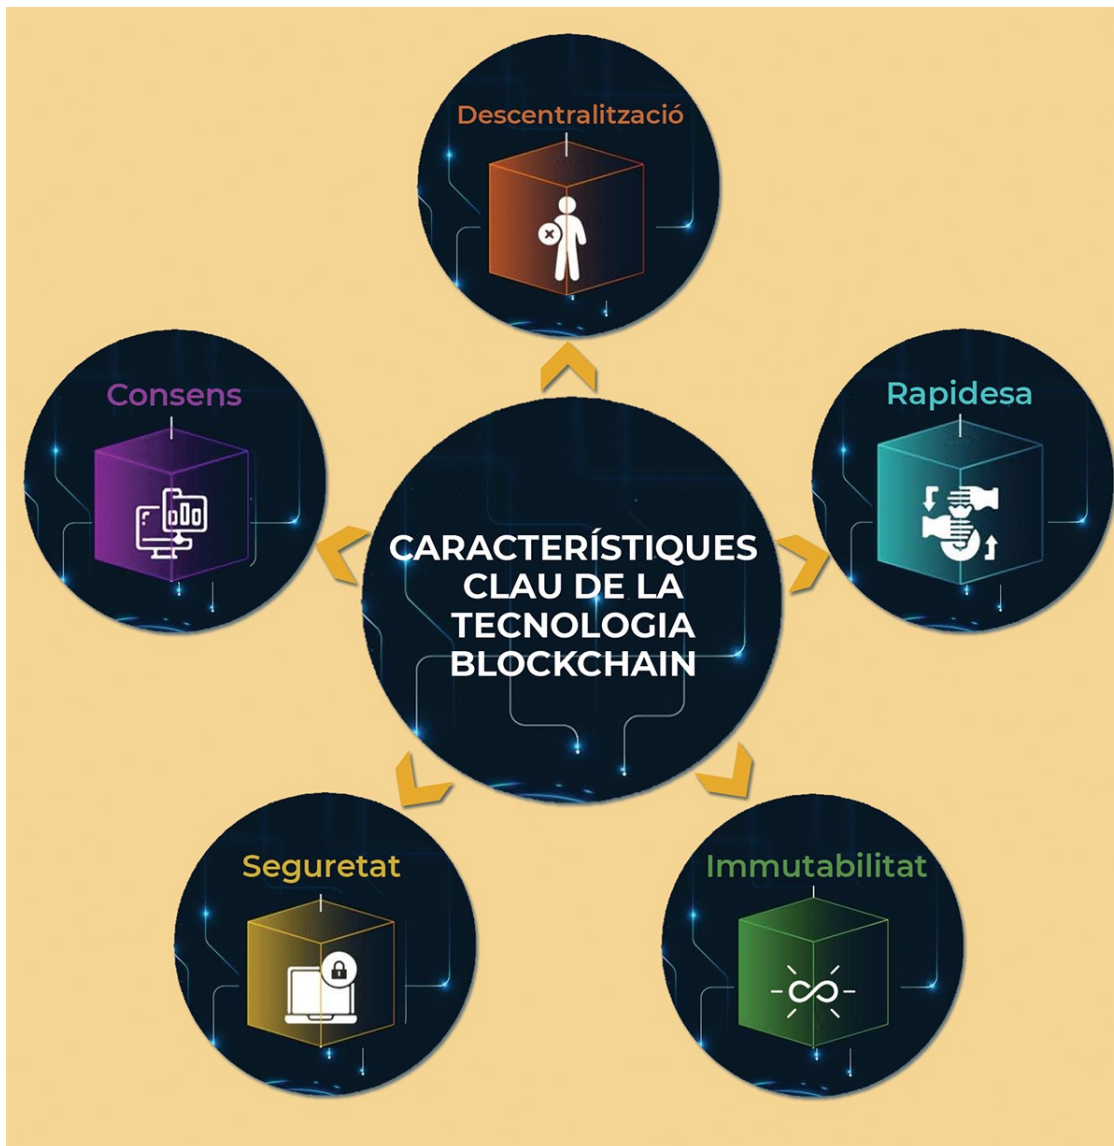 Descentralització
Consens
Rapidesa
CARACTERÍSTIQUES
CLAU DE LA
TECNOLOGIA
BLOCKCHAIN
Seguretat
Immutabilitat